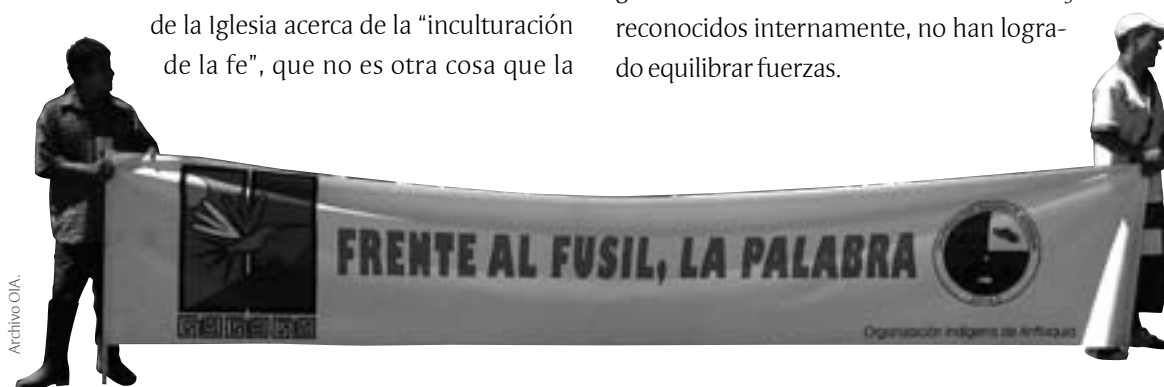 de la Iglesia acerca de la “inculturación
de la fe”, que no es otra cosa que la
reconocidos internamente, no han logra-
do equilibrar fuerzas.
FRENTE AL FUSIL, LA PALABRA
Organización Indígena de Antioquia
Archivo OIA.